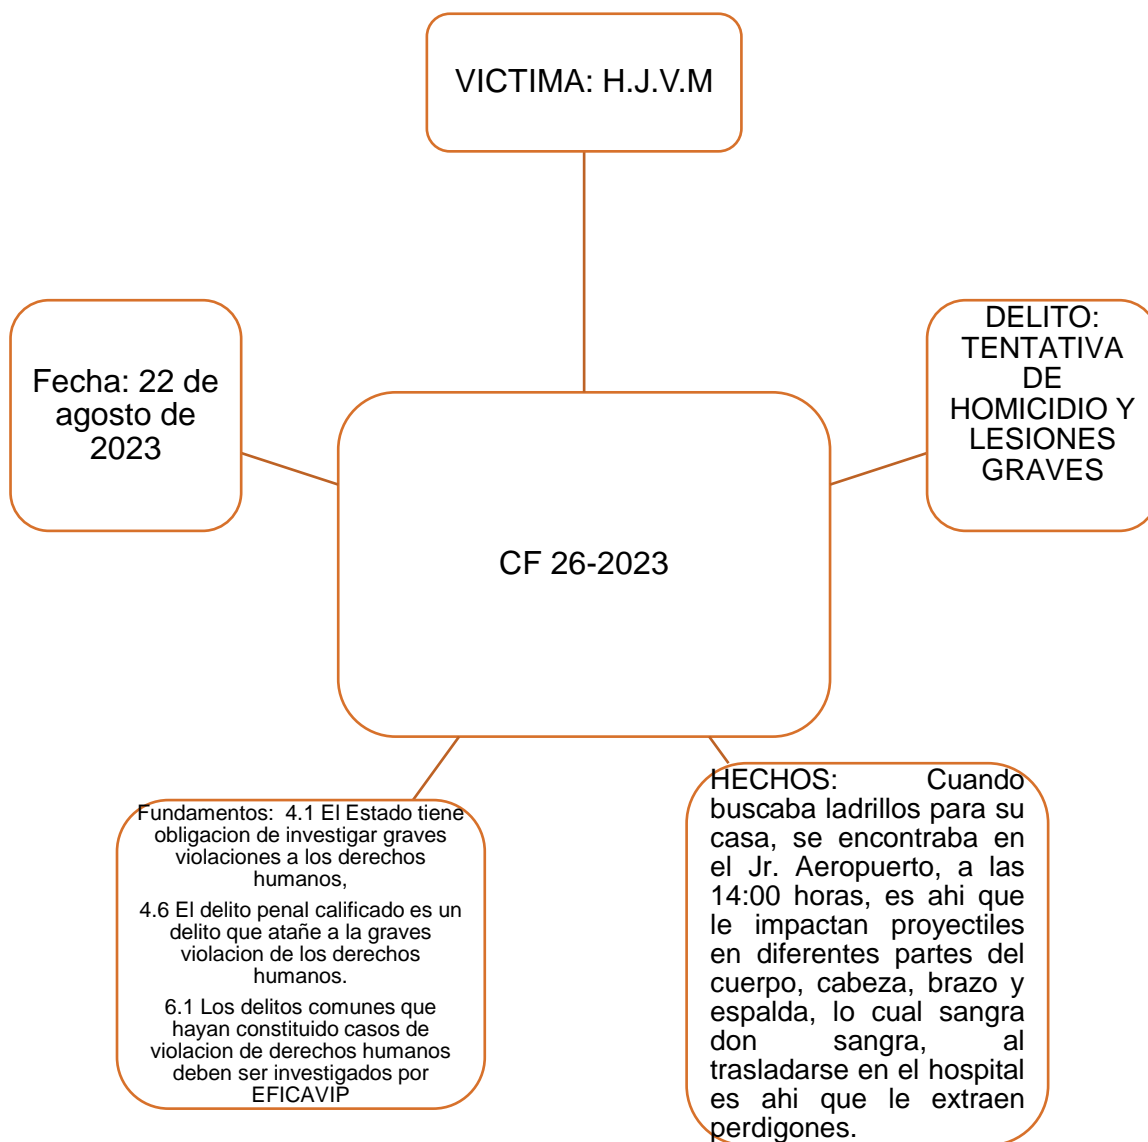 VICTIMA: H.J.V.M
Fecha: 22 de
agosto de
2023
DELITO:
TENTATIVA
DE
HOMICIDIO Y
LESIONES
GRAVES
CF 26-2023
Fundamentos: 4.1 El Estado tiene
obligacion de investigar graves
violaciones a los derechos
humanos,
4.6 El delito penal calificado es un
delito que atañe a la graves
violacion de los derechos
humanos.
6.1 Los delitos comunes que
hayan constituido casos de
violacion de derechos humanos
deben ser investigados por
EFICAVIP
HECHOS: Cuando
buscaba ladrillos para su
casa, se encontraba en
el Jr. Aeropuerto, a las
14:00 horas, es ahi que
le impactan proyectiles
en diferentes partes del
cuerpo, cabeza, brazo y
espalda, lo cual sangra
don sangra, al
trasladarse en el hospital
es ahi que le extraen
perdigones.